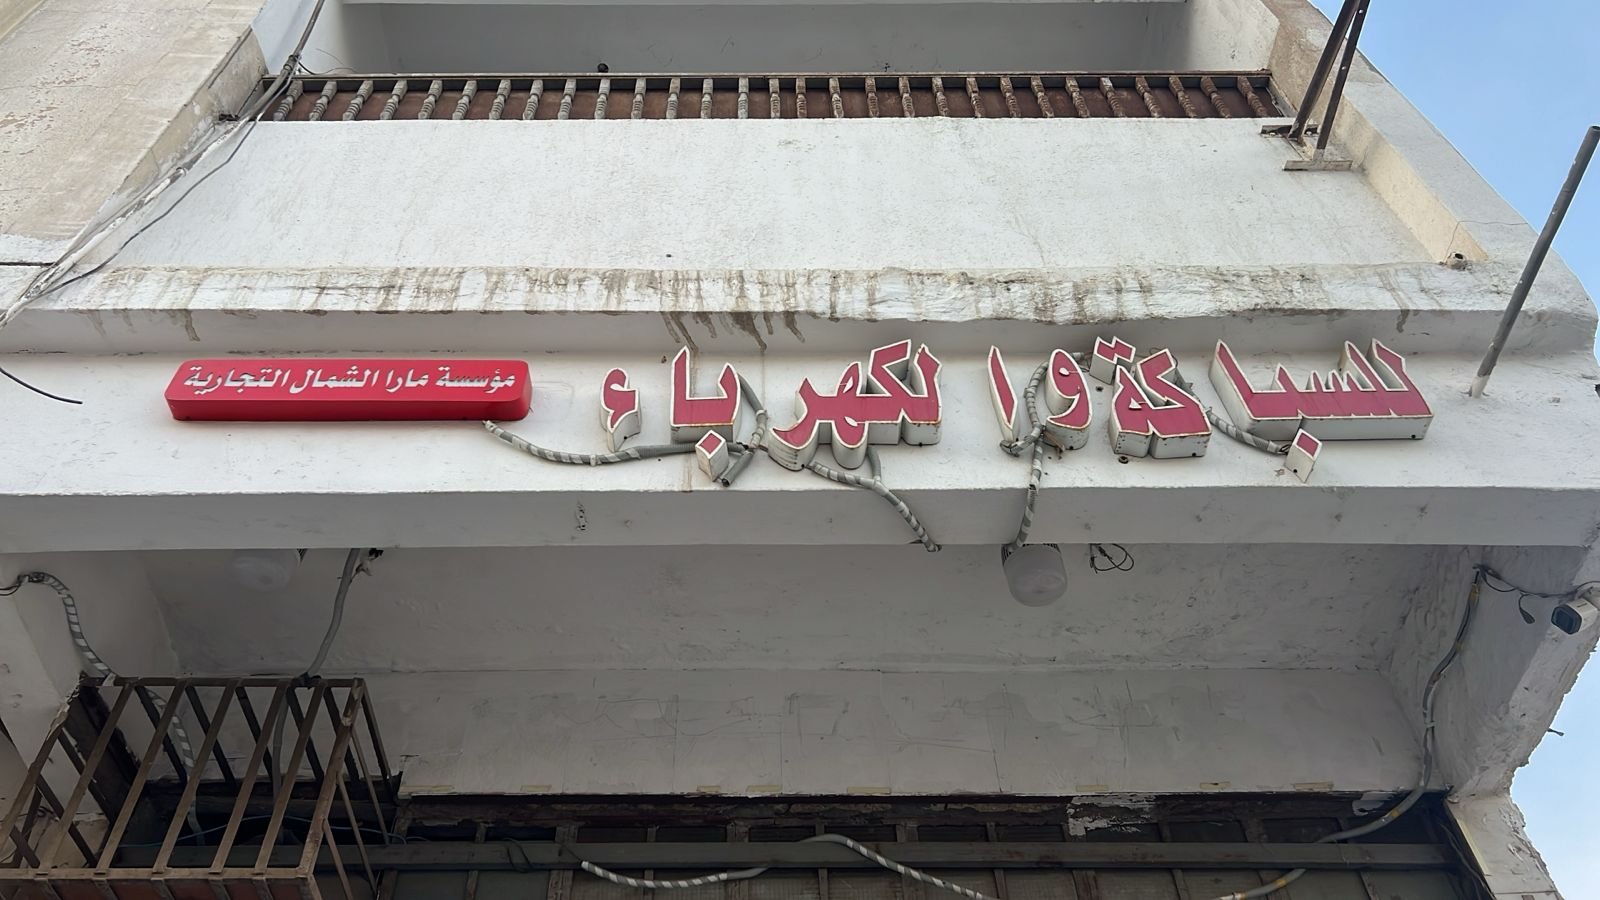 للسباكة والكهرباء
مؤسسة مارا الشمال التجارية